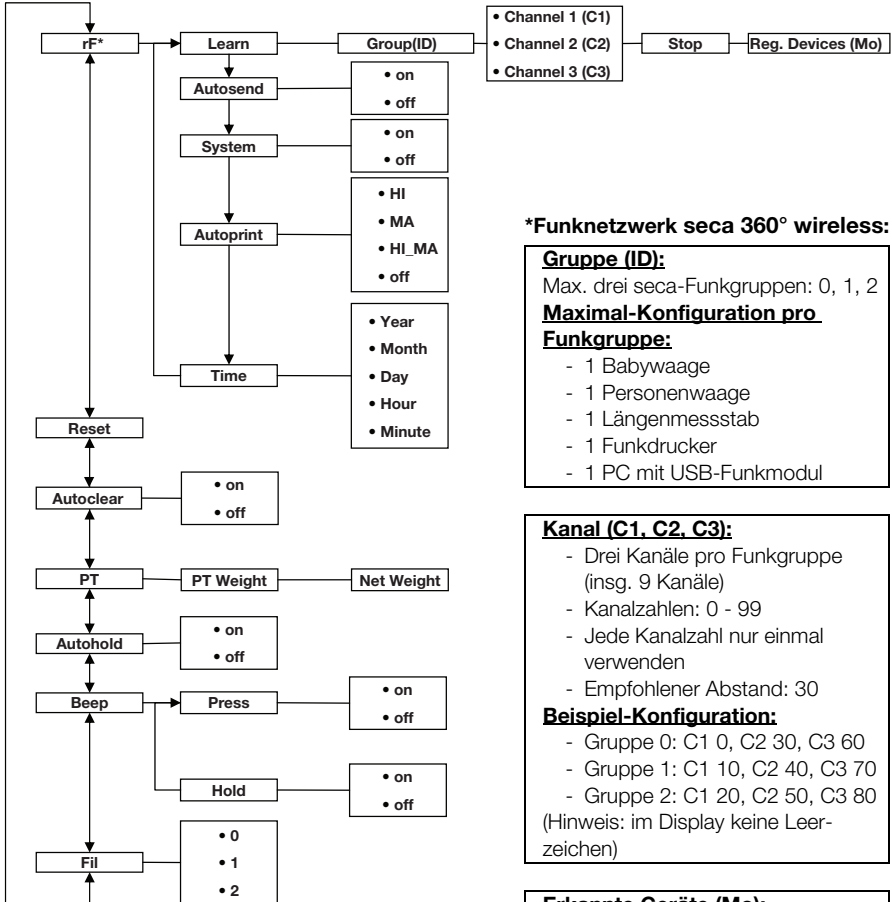 rF*
Learn
Group(ID)
• Channel 1 (C1)
• Channel 2 (C2)
• Channel 3 (C3)
Stop
Reg. Devices (Mo)
Autosend
• on
• off
System
• on
• off
Autoprint
• HI
• MA
• HI_MA
• off
Time
• Year
• Month
• Day
• Hour
• Minute
Reset
Autoclear
• on
• off
PT
PT Weight
Net Weight
Autohold
• on
• off
Beep
Press
• on
• off
Hold
• on
• off
Fil
• 0
• 1
• 2
*Funknetzwerk seca 360° wireless:
Gruppe (ID):
Max. drei seca-Funkgruppen: 0, 1, 2
Maximal-Konfiguration pro
Funkgruppe:
- 1 Babywaage
- 1 Personenwaage
- 1 Längenmessstab
- 1 Funkdrucker
- 1 PC mit USB-Funkmodul
Kanal (C1, C2, C3):
- Drei Kanäle pro Funkgruppe
(insg. 9 Kanäle)
- Kanalzahlen: 0 - 99
- Jede Kanalzahl nur einmal
verwenden
- Empfohlener Abstand: 30
Beispiel-Konfiguration:
- Gruppe 0: C1 0, C2 30, C3 60
- Gruppe 1: C1 10, C2 40, C3 70
- Gruppe 2: C1 20, C2 50, C3 80
(Hinweis: im Display keine Leer-
zeichen)
Erkannte Geräte (Mo):